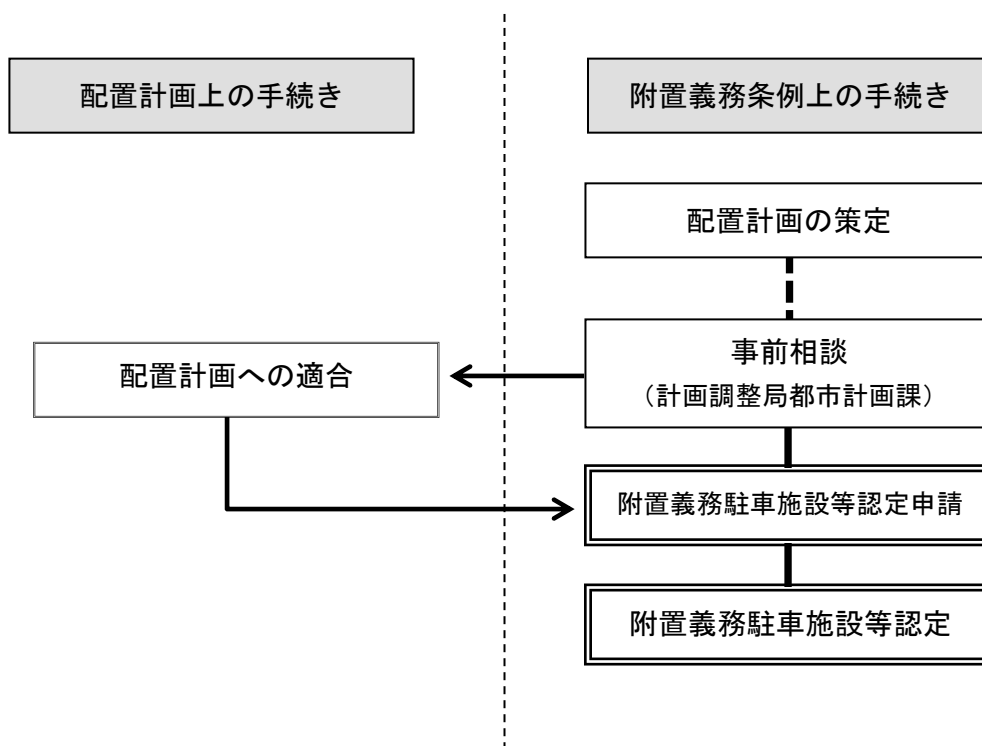 配置計画上の手続き
附置義務条例上の手続き
配置計画の策定
事前相談
（計画調整局都市計画課）
配置計画への適合
附置義務駐車施設等認定申請
附置義務駐車施設等認定